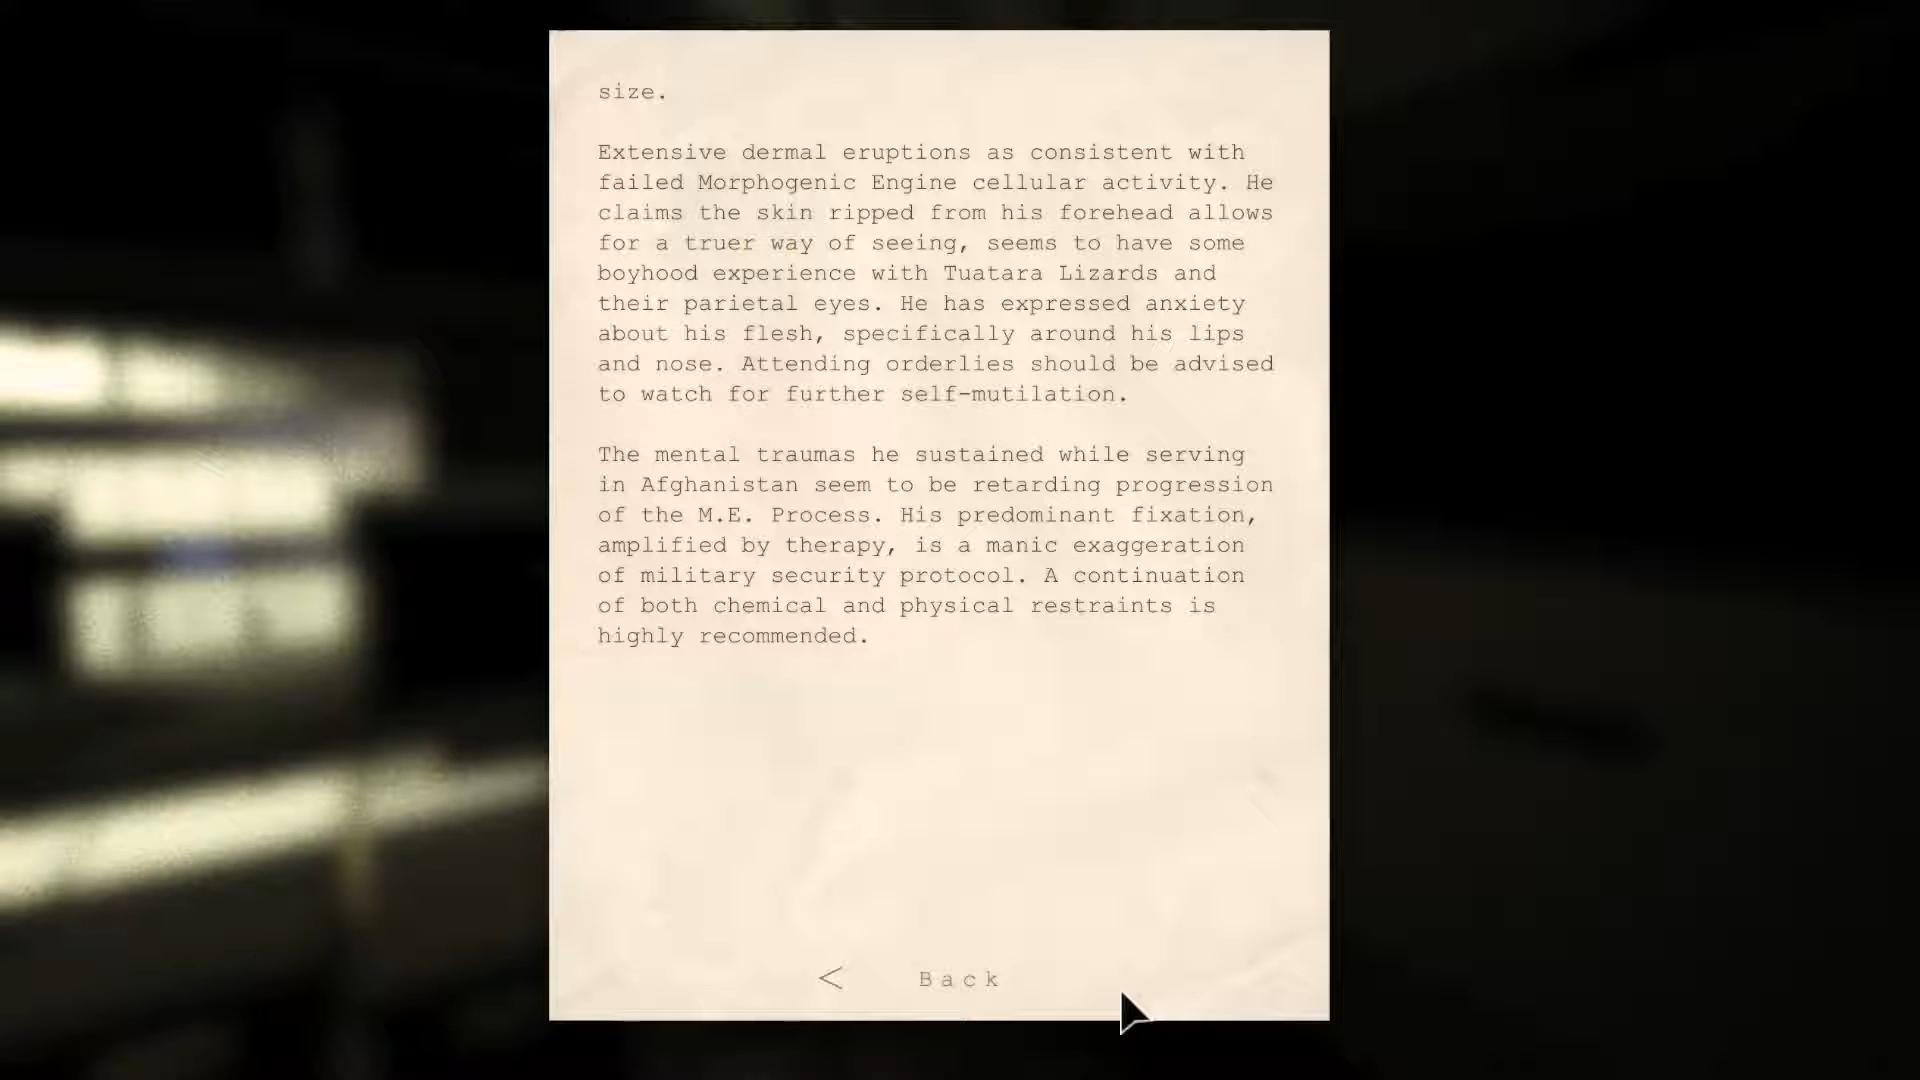 size.
Extensive dermal eruptions as consistent with
failed Morphogenic Engine cellular activity. He
claims the skin ripped from his forehead allows
for a truer way of seeing, seems to have some
boyhood experience with Tuatara Lizards and
their parietal eyes. He has expressed anxiety
about his flesh, specifically around his lips
and nose. Attending orderlies should be advised
to watch for further self-mutilation.
The mental traumas he sustained while serving
in Afghanistan seem to be retarding progression
of the M.E. Process. His predominant fixation,
amplified by therapy, is a manic exaggeration
of military security protocol. A continuation
of both chemical and physical restraints is
highly recommended.
< Back